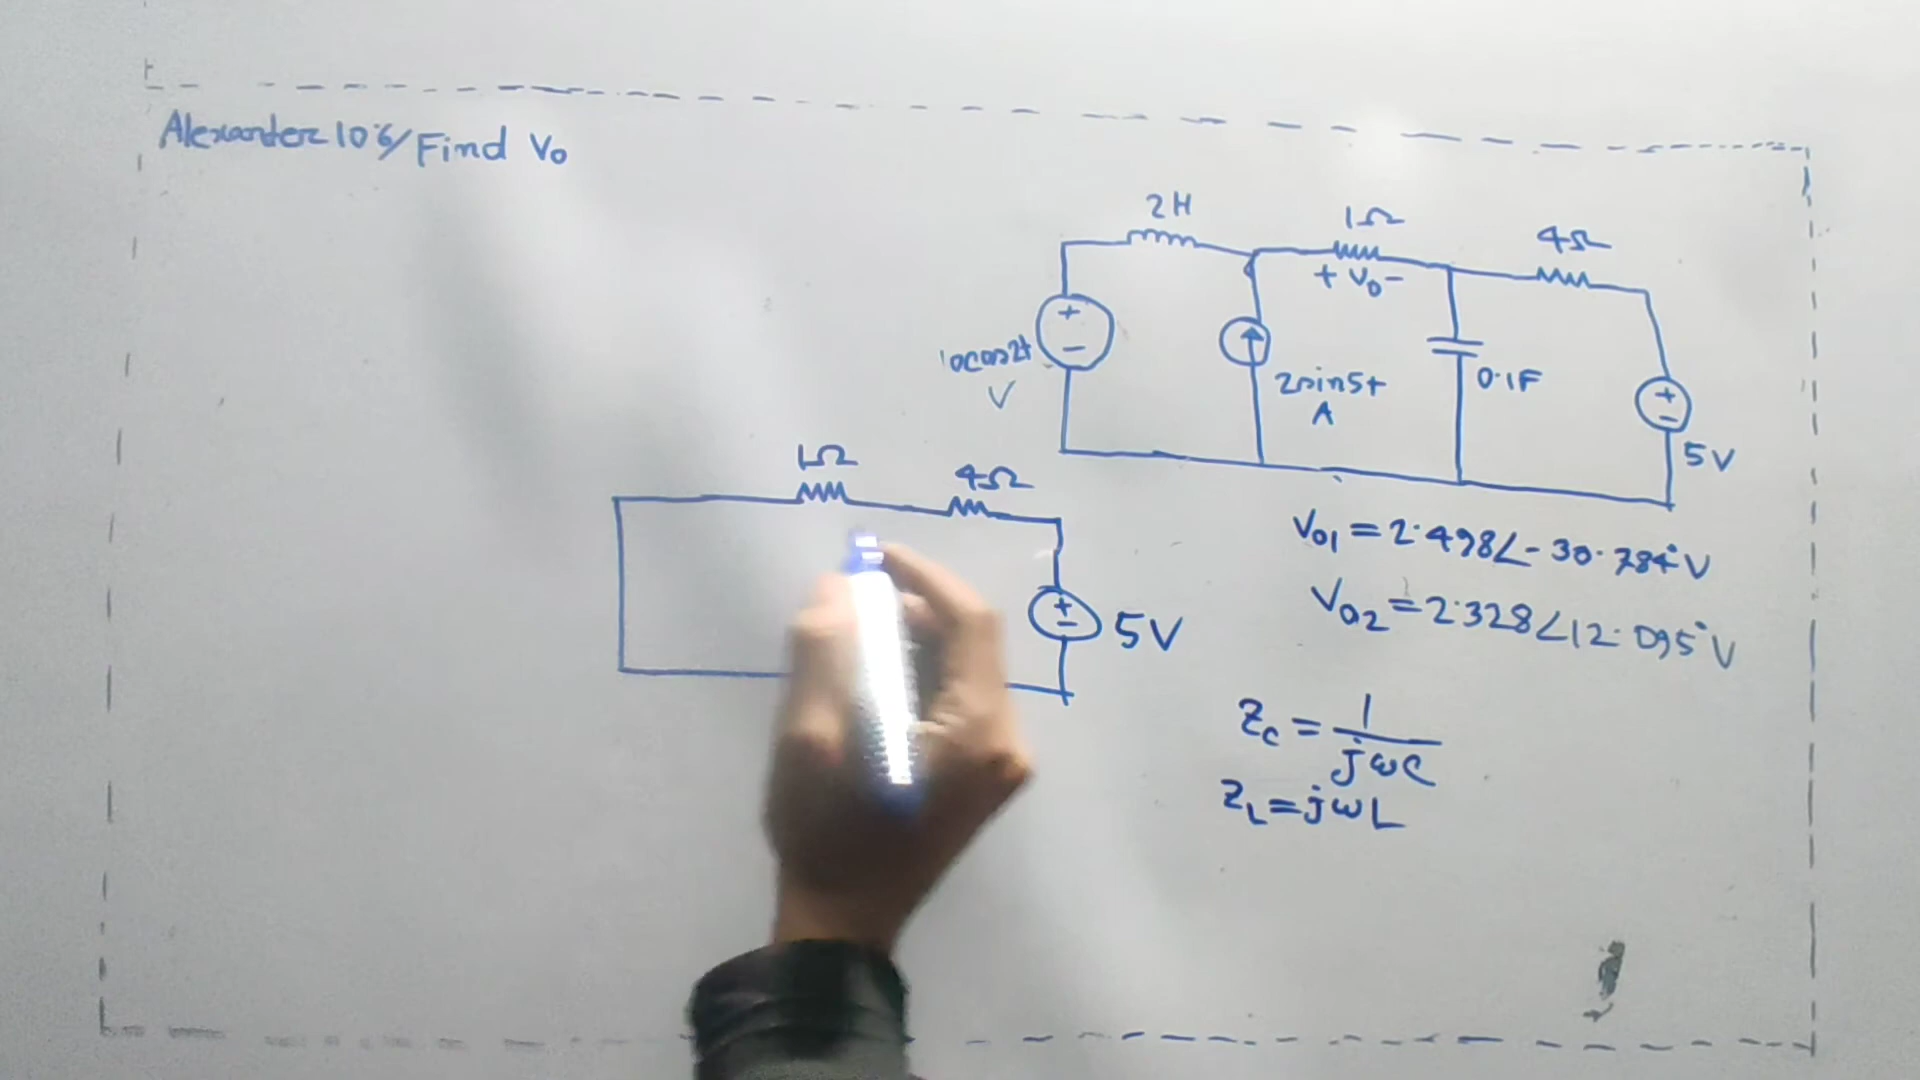 Alexander 10.6/ Find Vo
2H
1Ω
4Ω
+ Vo -
+
-
10cos2t
V
2sin5t
A
0.1F
+
-
5V
1Ω
4Ω
+
-
5V
Vo1 = 2.498∠-30.784° V
Vo2 = 2.328∠12.095° V
Zc = 1/jωC
ZL = jωL